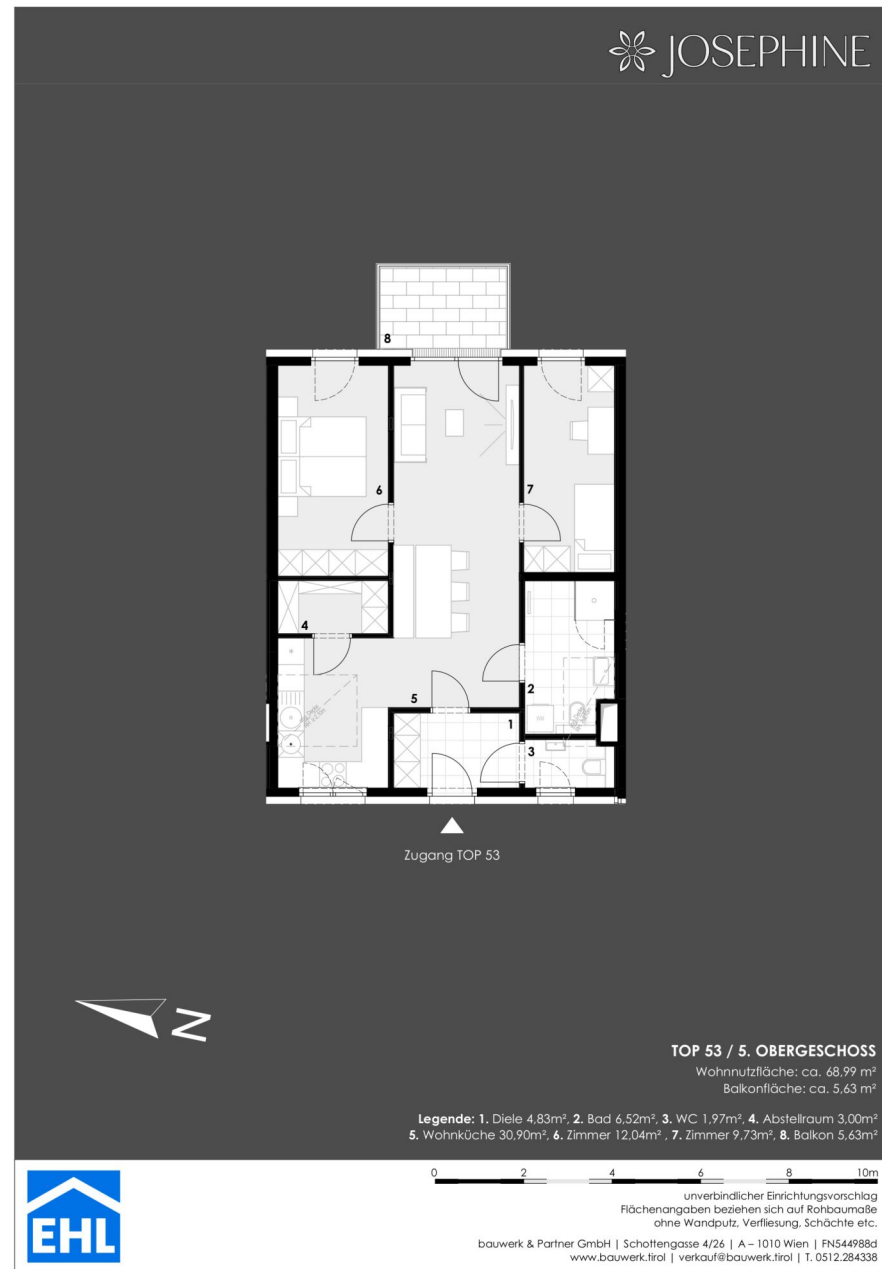 JOSEPHINE
8
6
7
4
2
5
1
3
Zugang TOP 53
N
TOP 53 / 5. OBERGESCHOSS
Wohnnutzfläche: ca. 68,99 m²
Balkonfläche: ca. 5,63 m²
Legende: 1. Diele 4,83m², 2. Bad 6,52m², 3. WC 1,97m², 4. Abstellraum 3,00m²
5. Wohnküche 30,90m², 6. Zimmer 12,04m² , 7. Zimmer 9,73m², 8. Balkon 5,63m²
0 2 4 6 8 10m
unverbindlicher Einrichtungsvorschlag
Flächenangaben beziehen sich auf Rohbaumaße
ohne Wandputz, Verfliesung, Schächte etc.
EHL
bauwerk & Partner GmbH | Schottengasse 4/26 | A – 1010 Wien | FN544988d
www.bauwerk.tirol | verkauf@bauwerk.tirol | T. 0512.284338